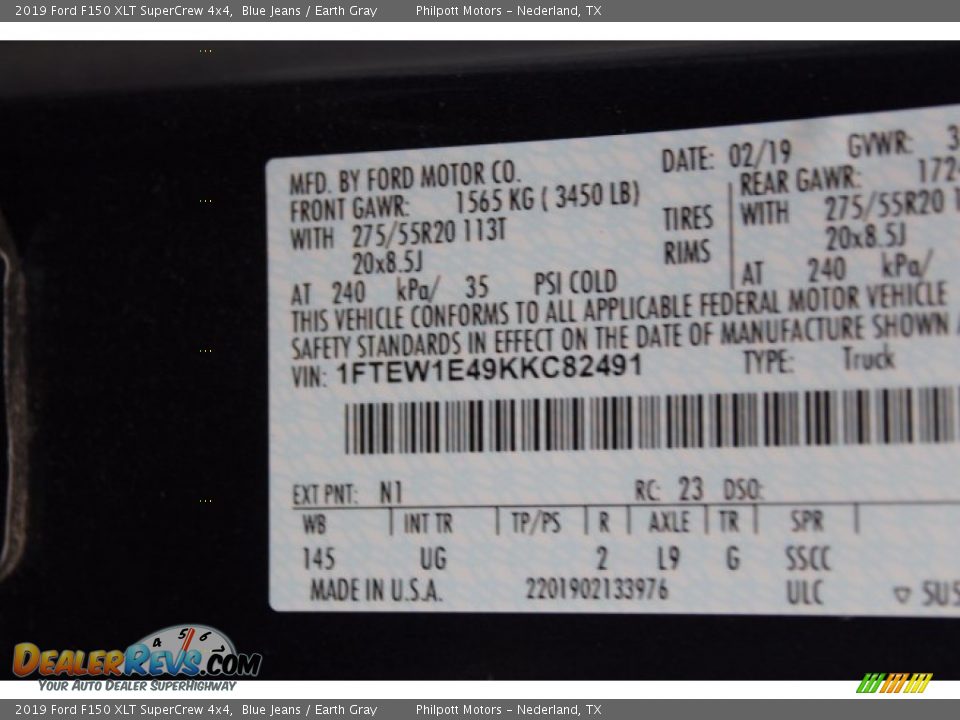 2019 Ford F150 XLT SuperCrew 4x4, Blue Jeans / Earth Gray Philpott Motors - Nederland, TX
MFD. BY FORD MOTOR CO. DATE: 02/19 GVWR: 3
FRONT GAWR: 1565 KG ( 3450 LB) REAR GAWR: 172
WITH 275/55R20 113T TIRES WITH 275/55R20
20x8.5J RIMS 20x8.5J
AT 240 kPa/ 35 PSI COLD AT 240 kPa/
THIS VEHICLE CONFORMS TO ALL APPLICABLE FEDERAL MOTOR VEHICLE
SAFETY STANDARDS IN EFFECT ON THE DATE OF MANUFACTURE SHOWN
VIN: 1FTEW1E49KKC82491 TYPE: Truck
EXT PNT: N1 RC: 23 DSO:
WB INT TR TP/PS R AXLE TR SPR
145 UG 2 L9 G SSCC
MADE IN U.S.A. 2201902133976 ULC ▽ SUS
4 5 6
DealerRevs.com
Your Auto Dealer SuperHighway
2019 Ford F150 XLT SuperCrew 4x4, Blue Jeans / Earth Gray Philpott Motors - Nederland, TX